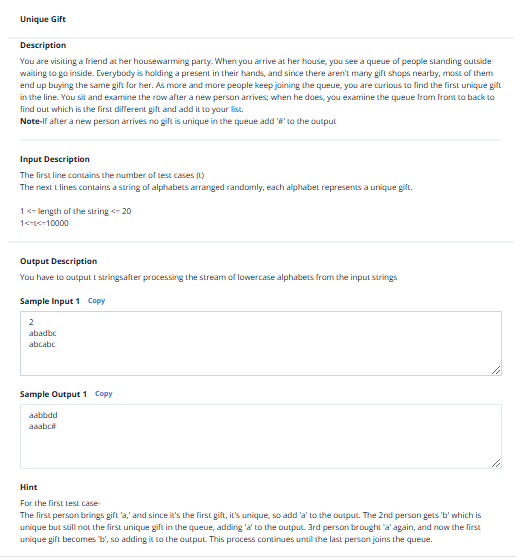 Unique Gift
Description
You are visiting a friend at her housewarming party. When you arrive at her house, you see a queue of people standing outside
waiting to go inside. Everybody is holding a present in their hands, and since there aren't many gift shops nearby, most of them
end up buying the same gift for her. As more and more people keep joining the queue, you are curious to find the first unique gift
in the line. You sit and examine the row after a new person arrives; when he does, you examine the queue from front to back to
find out which is the first different gift and add it to your list.
Note-If after a new person arrives no gift is unique in the queue add '#' to the output
Input Description
The first line contains the number of test cases (t)
The next t lines contains a string of alphabets arranged randomly, each alphabet represents a unique gift.
1 <= length of the string <= 20
1<=t<=10000
Output Description
You have to output t stringsafter processing the stream of lowercase alphabets from the input strings
Sample Input 1 Copy
2
abadbc
abcabc
Sample Output 1 Copy
aabbdd
aaabc#
Hint
For the first test case-
The first person brings gift 'a,' and since it's the first gift, it's unique, so add 'a' to the output. The 2nd person gets 'b' which is
unique but still not the first unique gift in the queue, adding 'a' to the output. 3rd person brought 'a' again, and now the first
unique gift becomes 'b', so adding it to the output. This process continues until the last person joins the queue.